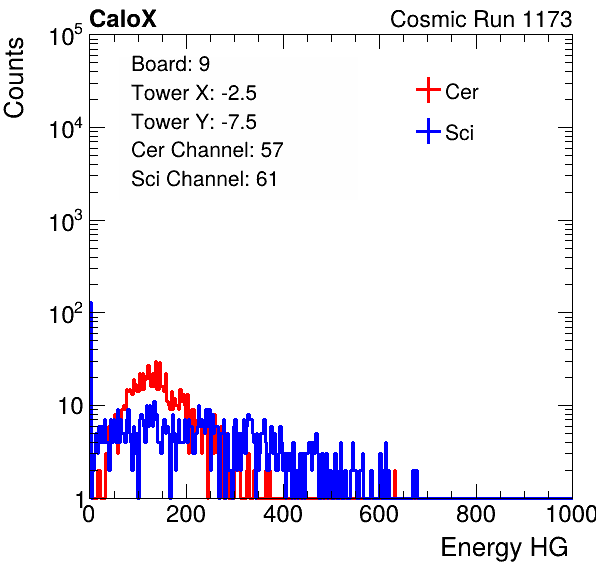 CaloX
Cosmic Run 1173
Counts
10^5
10^4
10^3
10^2
10
1
Board: 9
Tower X: -2.5
Tower Y: -7.5
Cer Channel: 57
Sci Channel: 61
Cer
Sci
0 200 400 600 800 1000
Energy HG